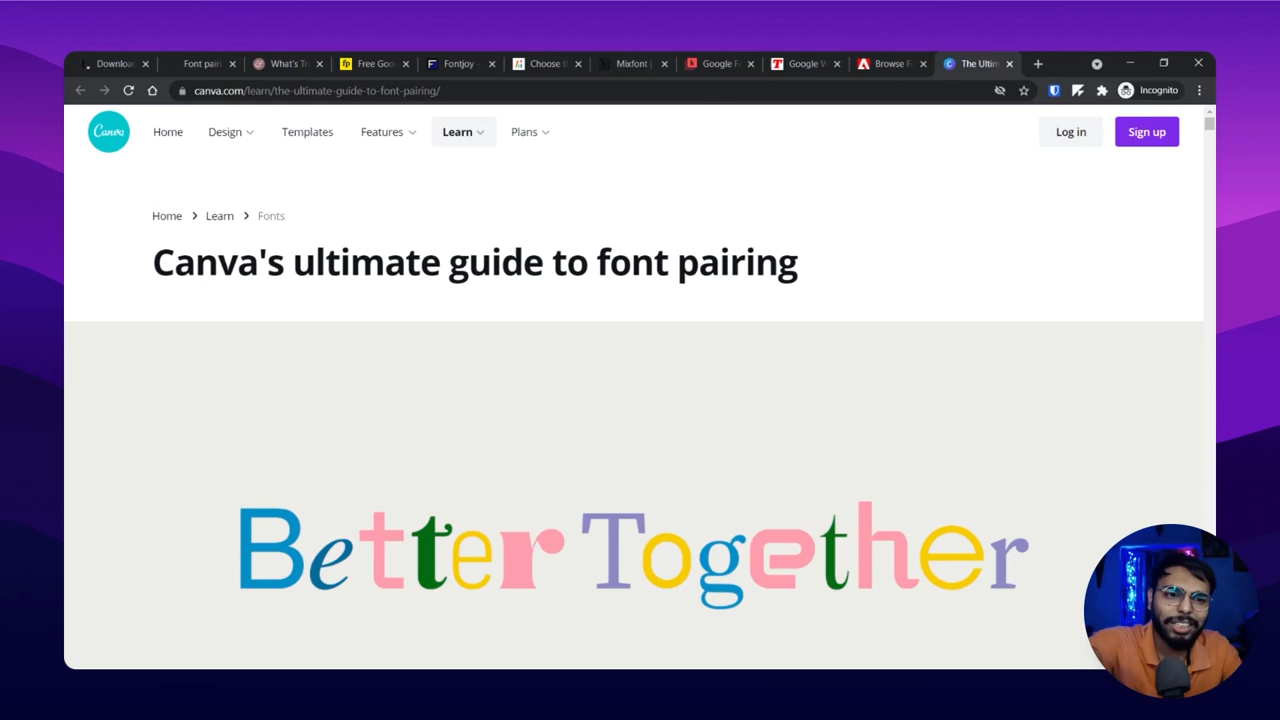 Download
Font pairi
What's Tr
Free Goo
Fontjoy -
Choose th
Mixfont |
Google F
Google W
Browse F
The Ultim
canva.com/learn/the-ultimate-guide-to-font-pairing/
Incognito
Canva
Home
Design
Templates
Features
Learn
Plans
Log in
Sign up
Home > Learn > Fonts
Canva's ultimate guide to font pairing
Better Together